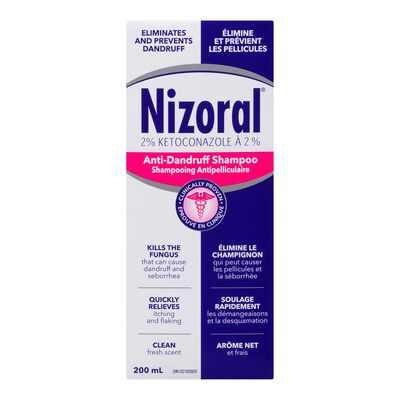 ELIMINATES
AND PREVENTS
DANDRUFF
ÉLIMINE
ET PRÉVIENT
LES PELLICULES
Nizoral®
2% KETOCONAZOLE À 2%
Anti-Dandruff Shampoo
Shampooing Antipelliculaire
CLINICALLY PROVEN
ÉPROUVÉ EN CLINIQUE
KILLS THE
FUNGUS
that can cause
dandruff and
seborrhea
ÉLIMINE LE
CHAMPIGNON
qui peut causer
les pellicules et
la séborrhée
QUICKLY
RELIEVES
itching
and flaking
SOULAGE
RAPIDEMENT
les démangeaisons
et la desquamation
CLEAN
fresh scent
ARÔME NET
et frais
200 mL
DIN 02182920